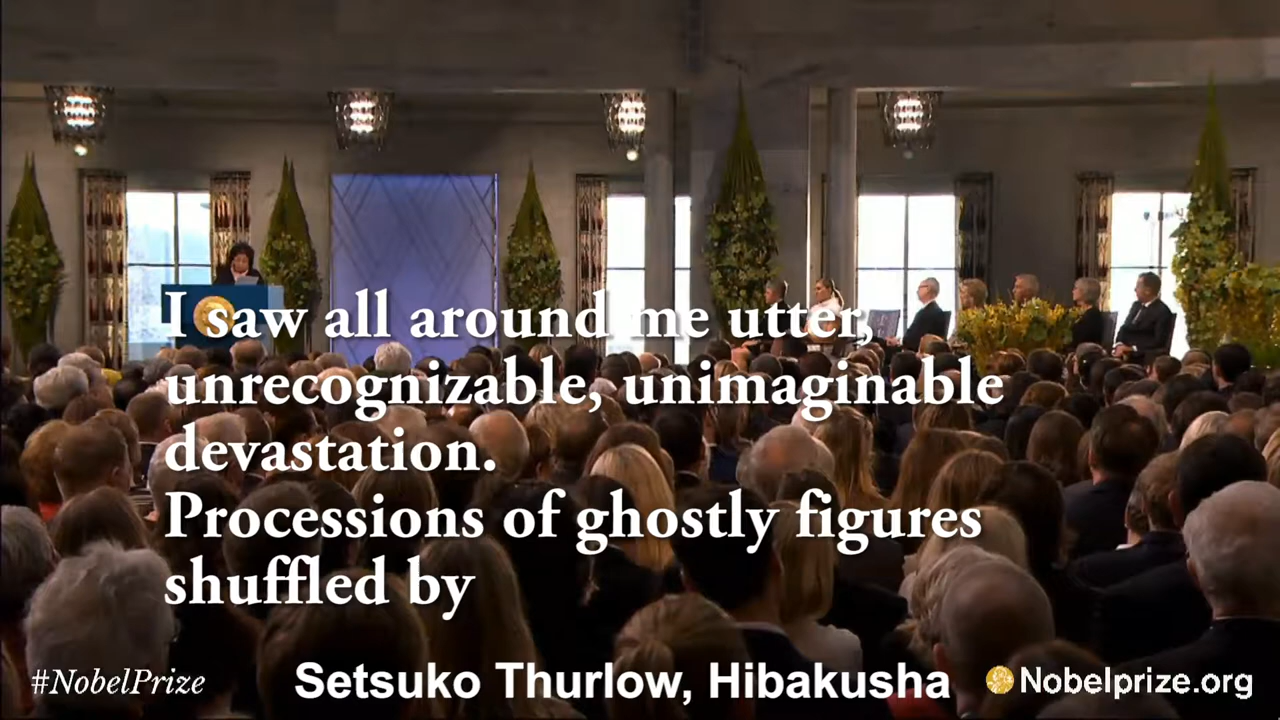 I saw all around me utter,
unrecognizable, unimaginable
devastation.
Processions of ghostly figures
shuffled by
#NobelPrize
Setsuko Thurlow, Hibakusha
Nobelprize.org